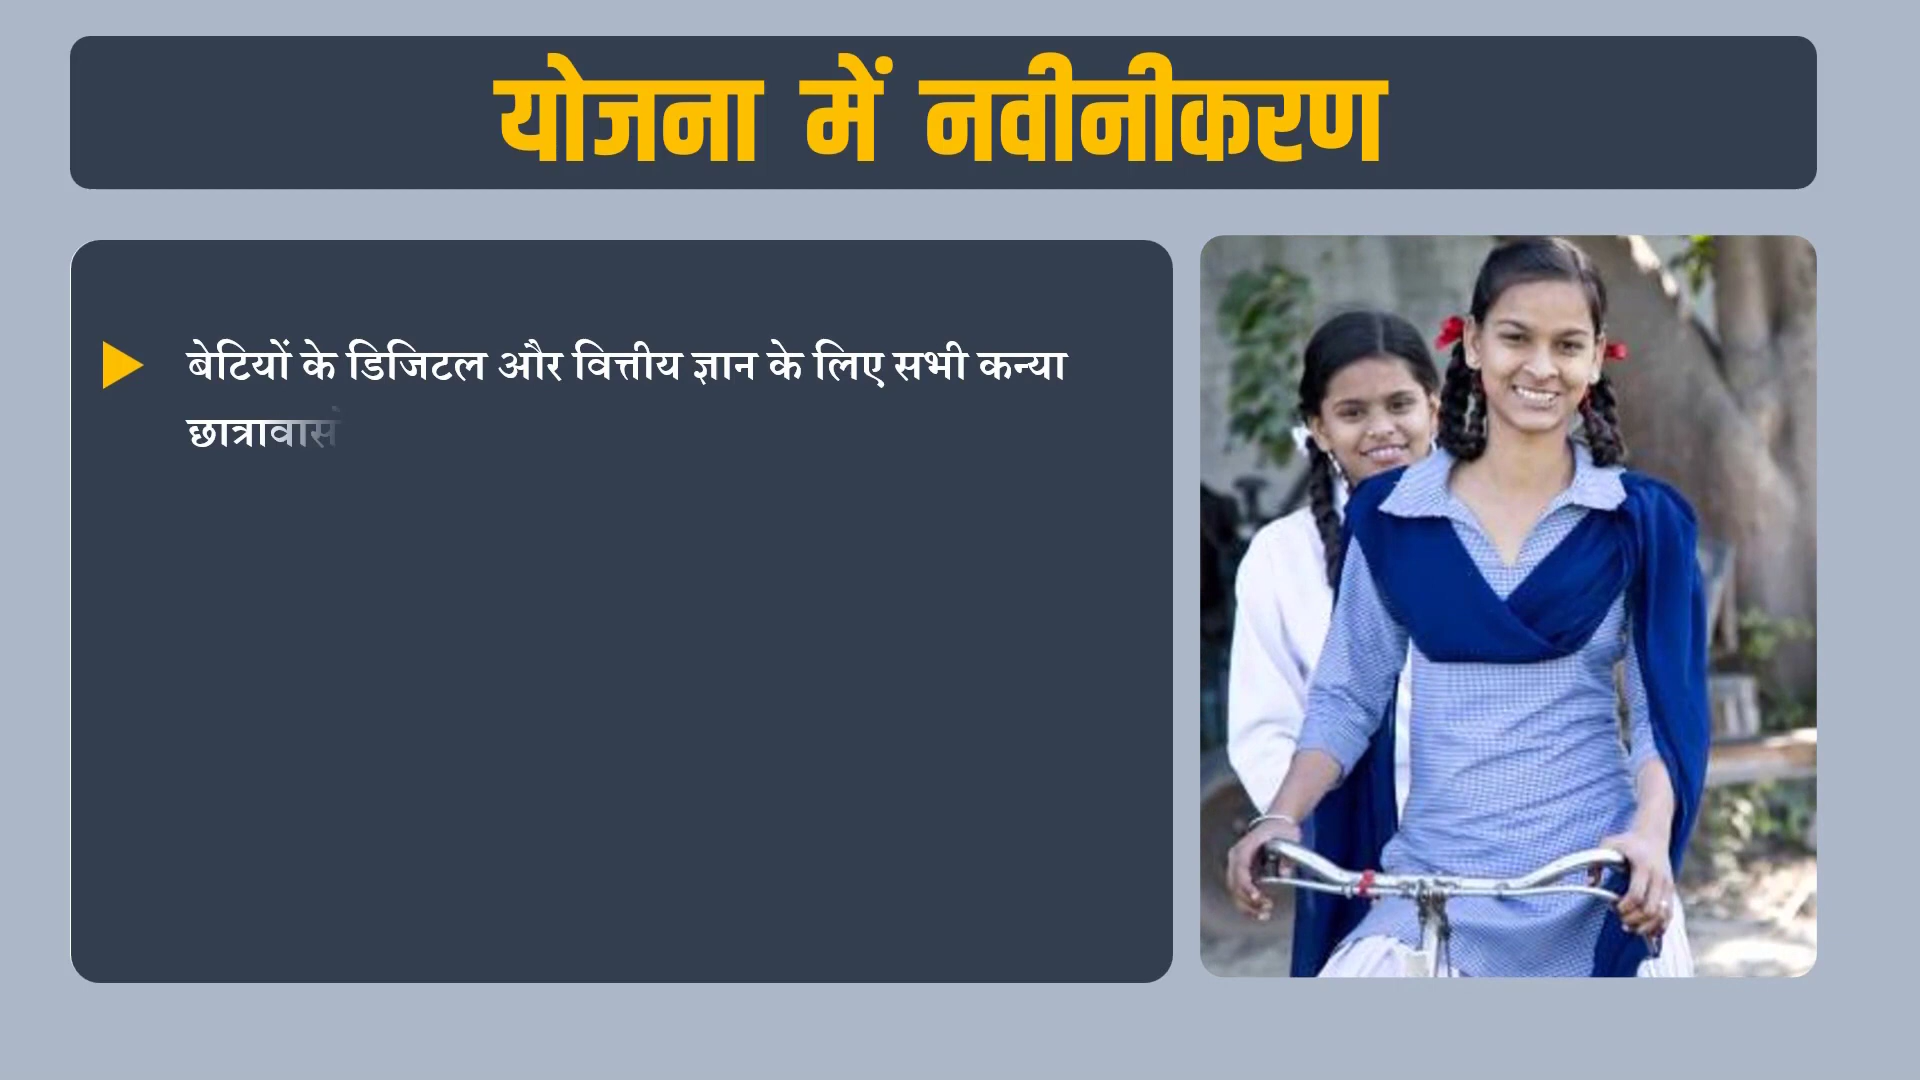 योजना में नवीनीकरण
बेटियों के डिजिटल और वित्तीय ज्ञान के लिए सभी कन्या